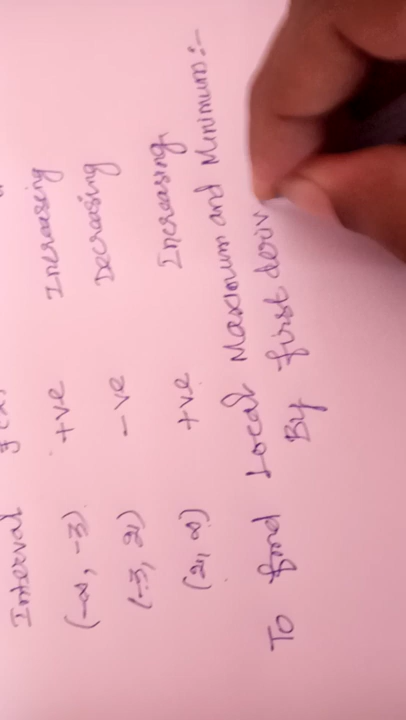 Interval
(-∞, -3) +ve Increasing
(-3, 2) -ve Decreasing
(2, ∞) +ve Increasing
To find Local Maximum and Minimum:-
By first deriv